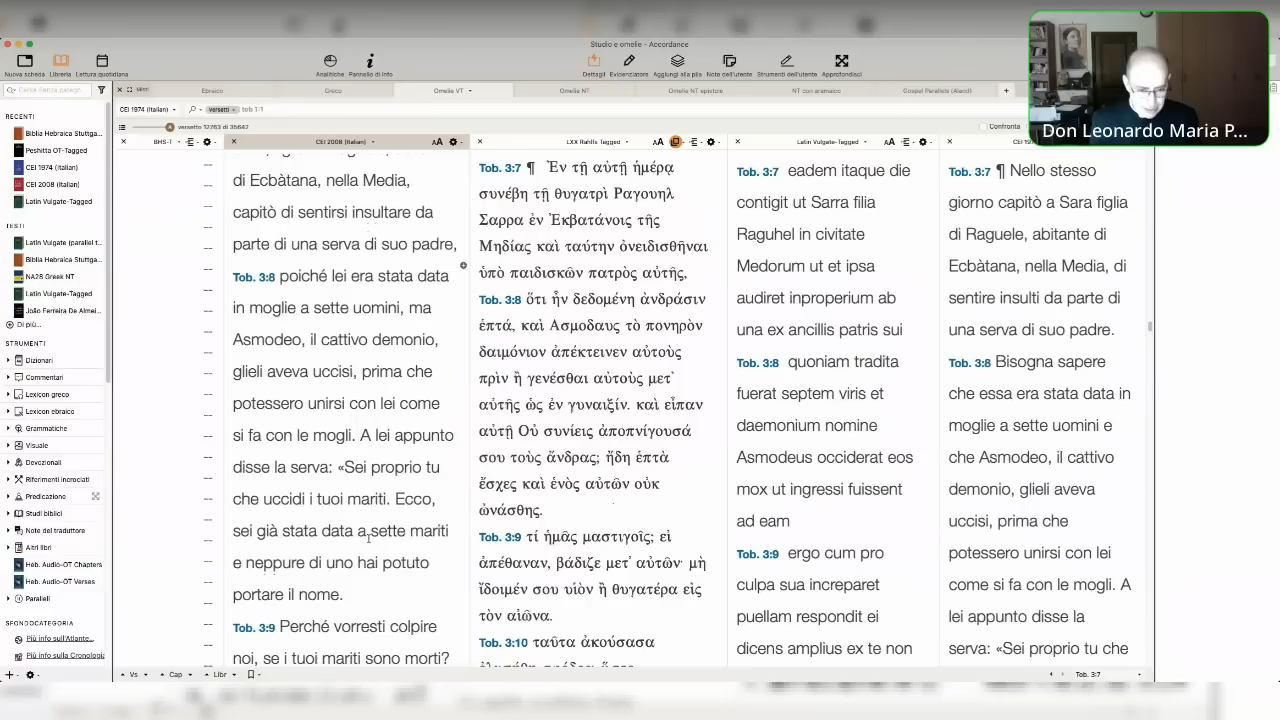 Studio e omelie - Accordance
Nuova scheda
Libreria
Lettura quotidiana
Analitiche
Pannello di info
Dettagli
Evidenziatore
Aggiungi alla pila
Note dell'utente
Strumenti dell'utente
Approfondisci
Ebraico
Greco
Omelie VT
Omelie NT
Omelie NT epistole
NT con aramaico
Gospel Parallels (Aland)
CEI 1974 (Italian)
versetti
tob 1:1
versetto 12763 di 35647
Confronta
RECENTI
Biblia Hebraica Stuttga...
Peshitta OT-Tagged
CEI 1974 (Italian)
CEI 2008 (Italian)
Latin Vulgate-Tagged
TESTI
Latin Vulgate (parallel t...
Biblia Hebraica Stuttga...
NA28 Greek NT
Latin Vulgate-Tagged
João Ferreira De Almei...
Di più...
STRUMENTI
Dizionari
Commentari
Lexicon greco
Lexicon ebraico
Grammatiche
Visuale
Devozionali
Riferimenti incrociati
Predicazione
Studi biblici
Note del traduttore
Altri libri
Heb. Audio-OT Chapters
Heb. Audio-OT Verses
Paralleli
SFONDOCATEGORIA
Più info sull'Atlante...
Più info sulla Cronologia
BHS-T
CEI 2008 (Italian)
di Ecbàtana, nella Media,
capitò di sentirsi insultare da
parte di una serva di suo padre,
Tob. 3:8 poiché lei era stata data
in moglie a sette uomini, ma
Asmodeo, il cattivo demonio,
glieli aveva uccisi, prima che
potessero unirsi con lei come
si fa con le mogli. A lei appunto
disse la serva: «Sei proprio tu
che uccidi i tuoi mariti. Ecco,
sei già stata data a sette mariti
e neppure di uno hai potuto
portare il nome.
Tob. 3:9 Perché vorresti colpire
noi, se i tuoi mariti sono morti?
LXX Rahlfs Tagged
Tob. 3:7 ¶ Ἐν τῇ αὐτῇ ἡμέρᾳ
συνέβη τῇ θυγατρὶ Ραγουηλ
Σαρρα ἐν Ἐκβατάνοις τῆς
Μηδίας καὶ ταύτην ὀνειδισθῆναι
ὑπὸ παιδισκῶν πατρὸς αὐτῆς,
Tob. 3:8 ὅτι ἦν δεδομένη ἀνδράσιν
ἑπτά, καὶ Ασμοδαυς τὸ πονηρὸν
δαιμόνιον ἀπέκτεινεν αὐτοὺς
πρὶν ἢ γενέσθαι αὐτοὺς μετ᾽
αὐτῆς ὡς ἐν γυναιξίν. καὶ εἶπαν
αὐτῇ Οὐ συνίεις ἀποπνίγουσά
σου τοὺς ἄνδρας; ἤδη ἑπτὰ
ἔσχες καὶ ἑνὸς αὐτῶν οὐκ
ὠνάσθης.
Tob. 3:9 τί ἡμᾶς μαστιγοῖς; εἰ
ἀπέθαναν, βάδιζε μετ᾽ αὐτῶν· μὴ
ἴδοιμέν σου υἱὸν ἢ θυγατέρα εἰς
τὸν αἰῶνα.
Tob. 3:10 ταῦτα ἀκούσασα
Latin Vulgate-Tagged
Tob. 3:7 eadem itaque die
contigit ut Sarra filia
Raguhel in civitate
Medorum ut et ipsa
audiret inproperium ab
una ex ancillis patris sui
Tob. 3:8 quoniam tradita
fuerat septem viris et
daemonium nomine
Asmodeus occiderat eos
mox ut ingressi fuissent
ad eam
Tob. 3:9 ergo cum pro
culpa sua increparet
puellam respondit ei
dicens amplius ex te non
CEI 197
Tob. 3:7 ¶ Nello stesso
giorno capitò a Sara figlia
di Raguele, abitante di
Ecbàtana, nella Media, di
sentire insulti da parte di
una serva di suo padre.
Tob. 3:8 Bisogna sapere
che essa era stata data in
moglie a sette uomini e
che Asmodeo, il cattivo
demonio, glieli aveva
uccisi, prima che
potessero unirsi con lei
come si fa con le mogli. A
lei appunto disse la
serva: «Sei proprio tu che
Vs
Cap
Libr
Tob. 3:7
Don Leonardo Maria P...